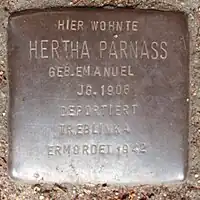 HIER WOHNTE
HERTHA PARNASS
GEB. EMANUEL
JG. 1906
DEPORTIERT
TREBLINKA
ERMORDET 1942